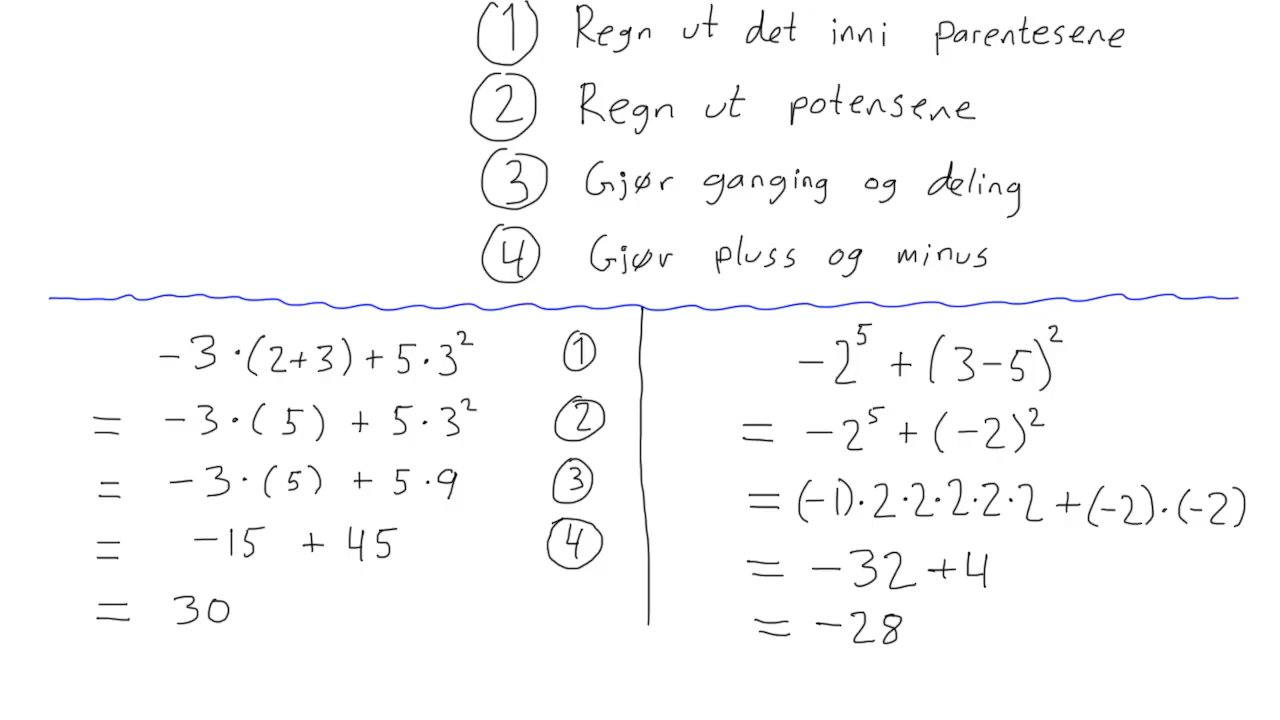 ① Regn ut det inni parentesene
② Regn ut potensene
③ Gjør ganging og deling
④ Gjør pluss og minus
-3·(2+3)+5·3² ①
= -3·(5)+5·3² ②
= -3·(5)+5·9 ③
= -15+45 ④
= 30
-2⁵+(3-5)²
= -2⁵+(-2)²
= (-1)·2·2·2·2·2+(-2)·(-2)
= -32+4
= -28